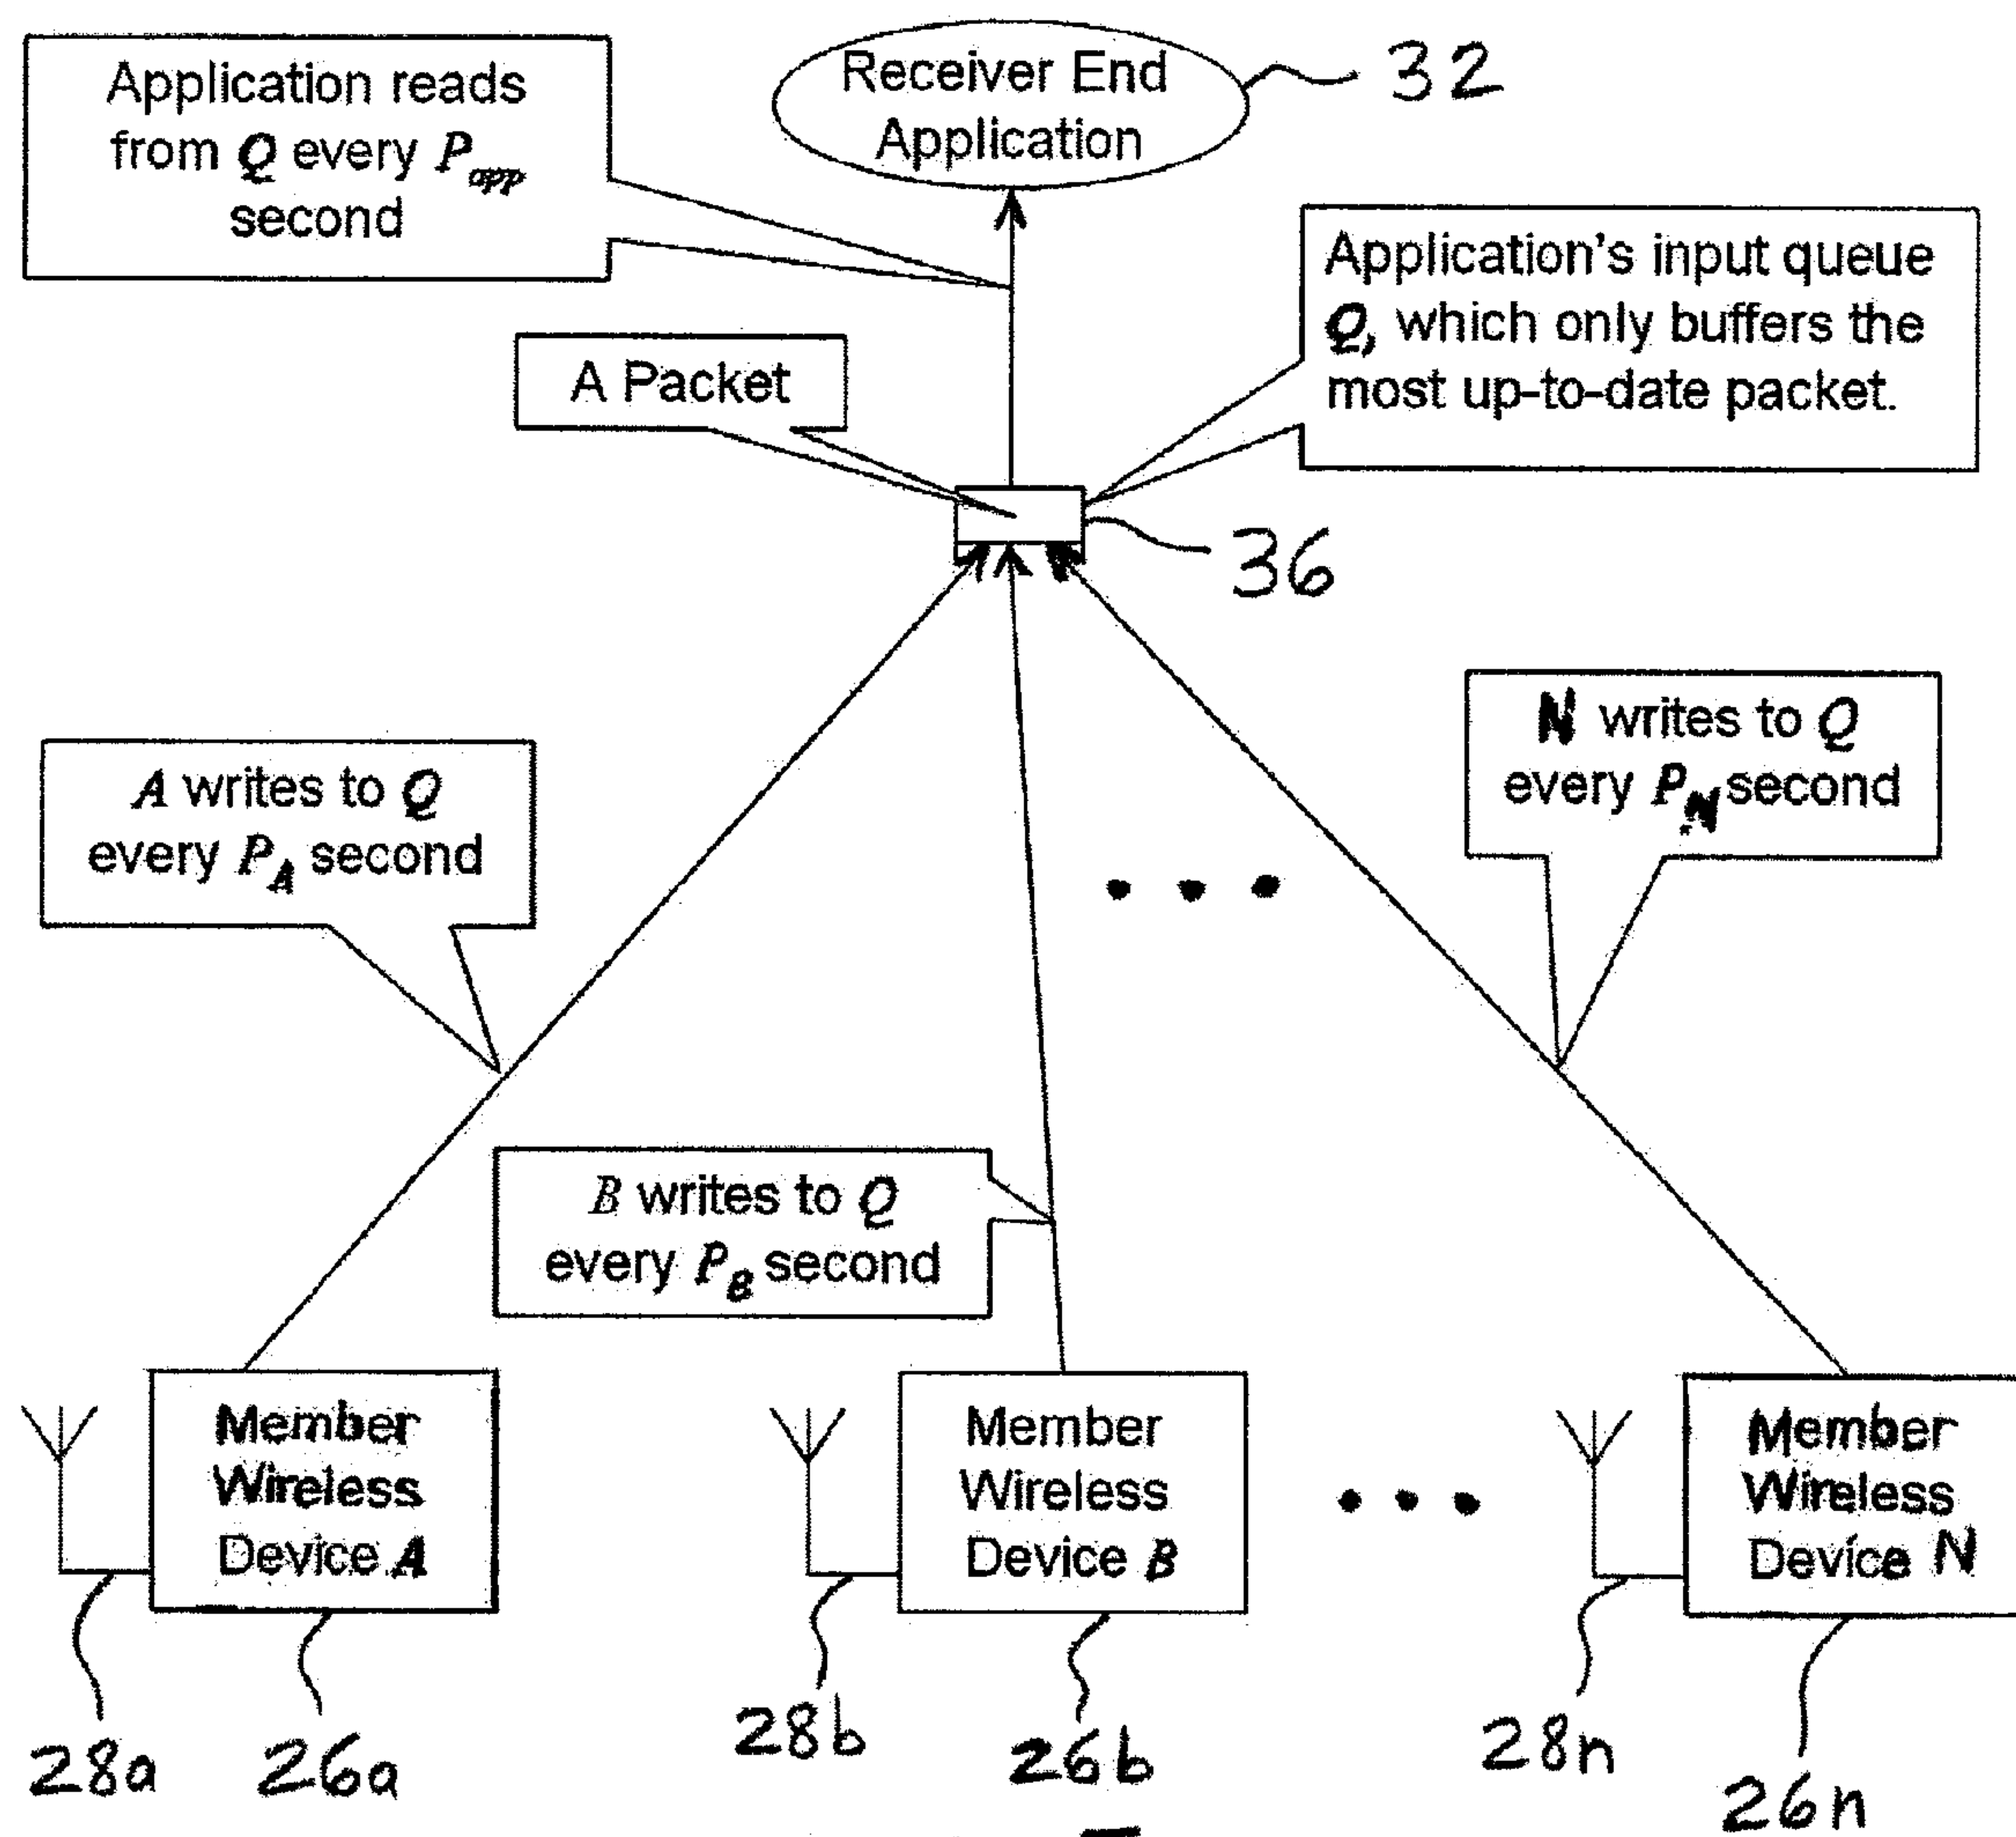 Receiver End
Application
32
Application reads
from Q every P_app
second
Application's input queue
Q, which only buffers the
most up-to-date packet.
A Packet
36
N writes to Q
every P_N second
A writes to Q
every P_A second
B writes to Q
every P_B second
Member
Wireless
Device A
Member
Wireless
Device B
Member
Wireless
Device N
28a
26a
28b
26b
28n
26n